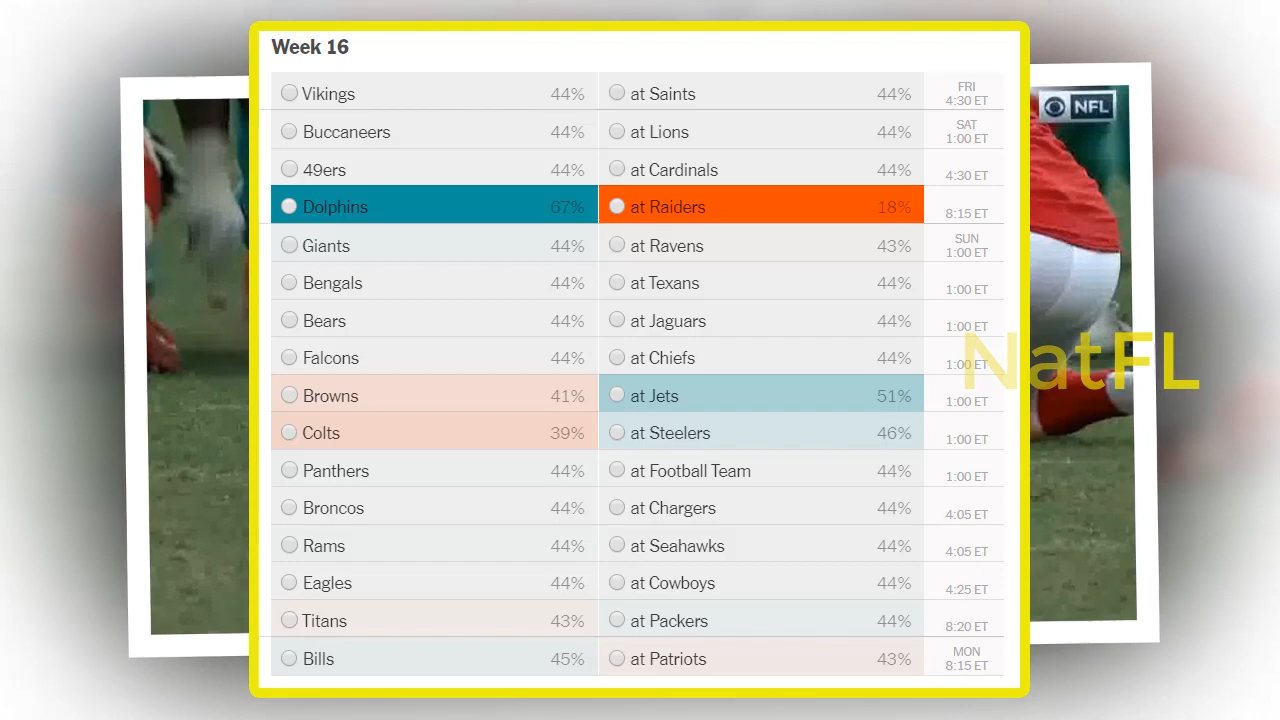 Week 16
Vikings 44% at Saints 44% FRI 4:30 ET
Buccaneers 44% at Lions 44% SAT 1:00 ET
49ers 44% at Cardinals 44% 4:30 ET
Dolphins 67% at Raiders 18% 8:15 ET
Giants 44% at Ravens 43% SUN 1:00 ET
Bengals 44% at Texans 44% 1:00 ET
Bears 44% at Jaguars 44% 1:00 ET
Falcons 44% at Chiefs 44% 1:00 ET
Browns 41% at Jets 51% 1:00 ET
Colts 39% at Steelers 46% 1:00 ET
Panthers 44% at Football Team 44% 1:00 ET
Broncos 44% at Chargers 44% 4:05 ET
Rams 44% at Seahawks 44% 4:05 ET
Eagles 44% at Cowboys 44% 4:25 ET
Titans 43% at Packers 44% 8:20 ET
Bills 45% at Patriots 43% MON 8:15 ET
NFL
NatFL